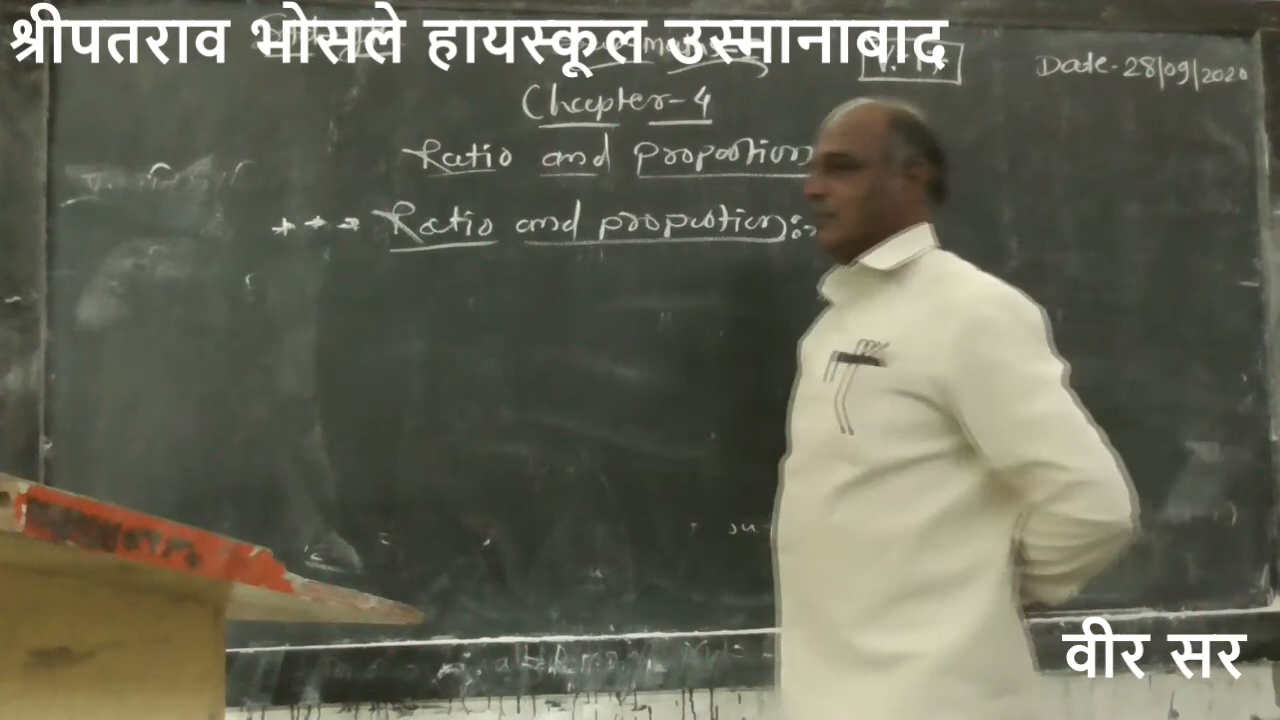 श्रीपतराव भोसले हायस्कूल उस्मानाबाद
Date-28/09/2020
Chapter-4
Ratio and proportion
Ratio and proportion:-
वीर सर